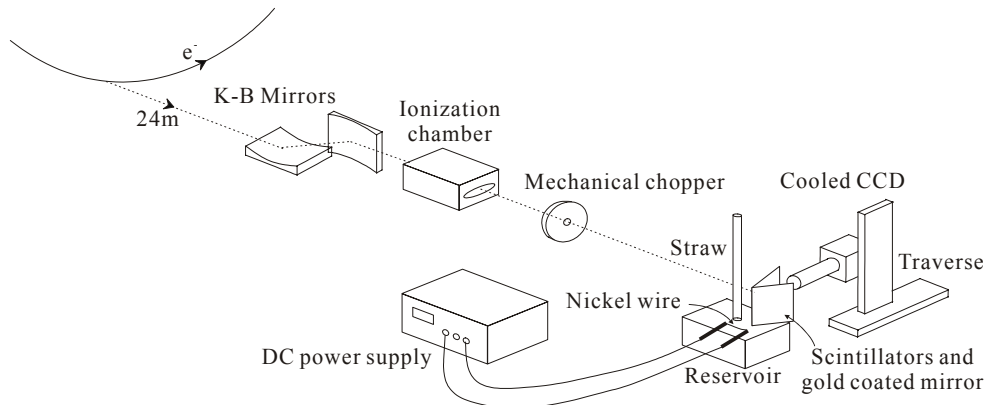 e-
24m
K-B Mirrors
Ionization
chamber
Mechanical chopper
Cooled CCD
Straw
Traverse
Nickel wire
DC power supply
Reservoir
Scintillators and
gold coated mirror